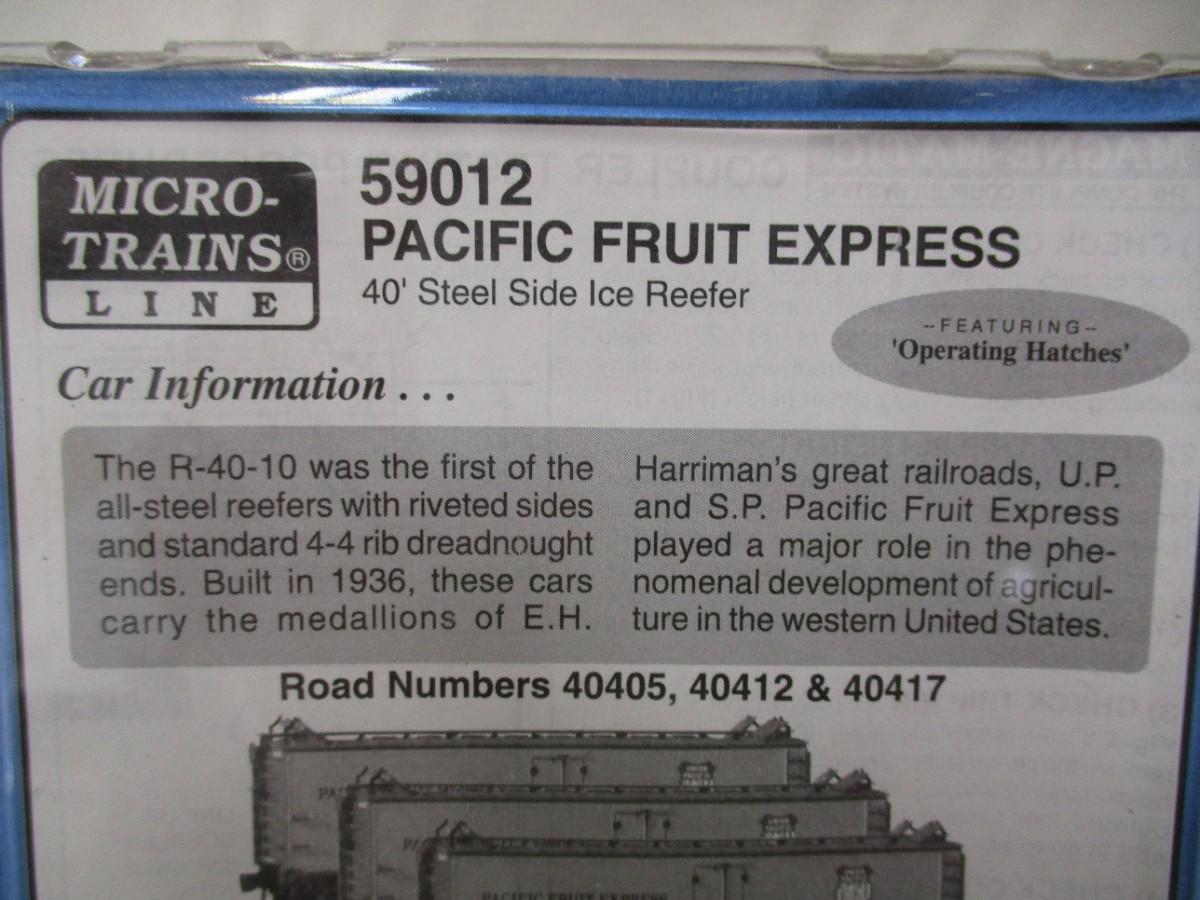 MICRO-
TRAINS®
LINE
59012
PACIFIC FRUIT EXPRESS
40' Steel Side Ice Reefer
--FEATURING--
'Operating Hatches'
Car Information . . .
The R-40-10 was the first of the
all-steel reefers with riveted sides
and standard 4-4 rib dreadnought
ends. Built in 1936, these cars
carry the medallions of E.H.
Harriman's great railroads, U.P.
and S.P. Pacific Fruit Express
played a major role in the phe-
nomenal development of agricul-
ture in the western United States.
Road Numbers 40405, 40412 & 40417
PACIFIC FRUIT EXPRESS